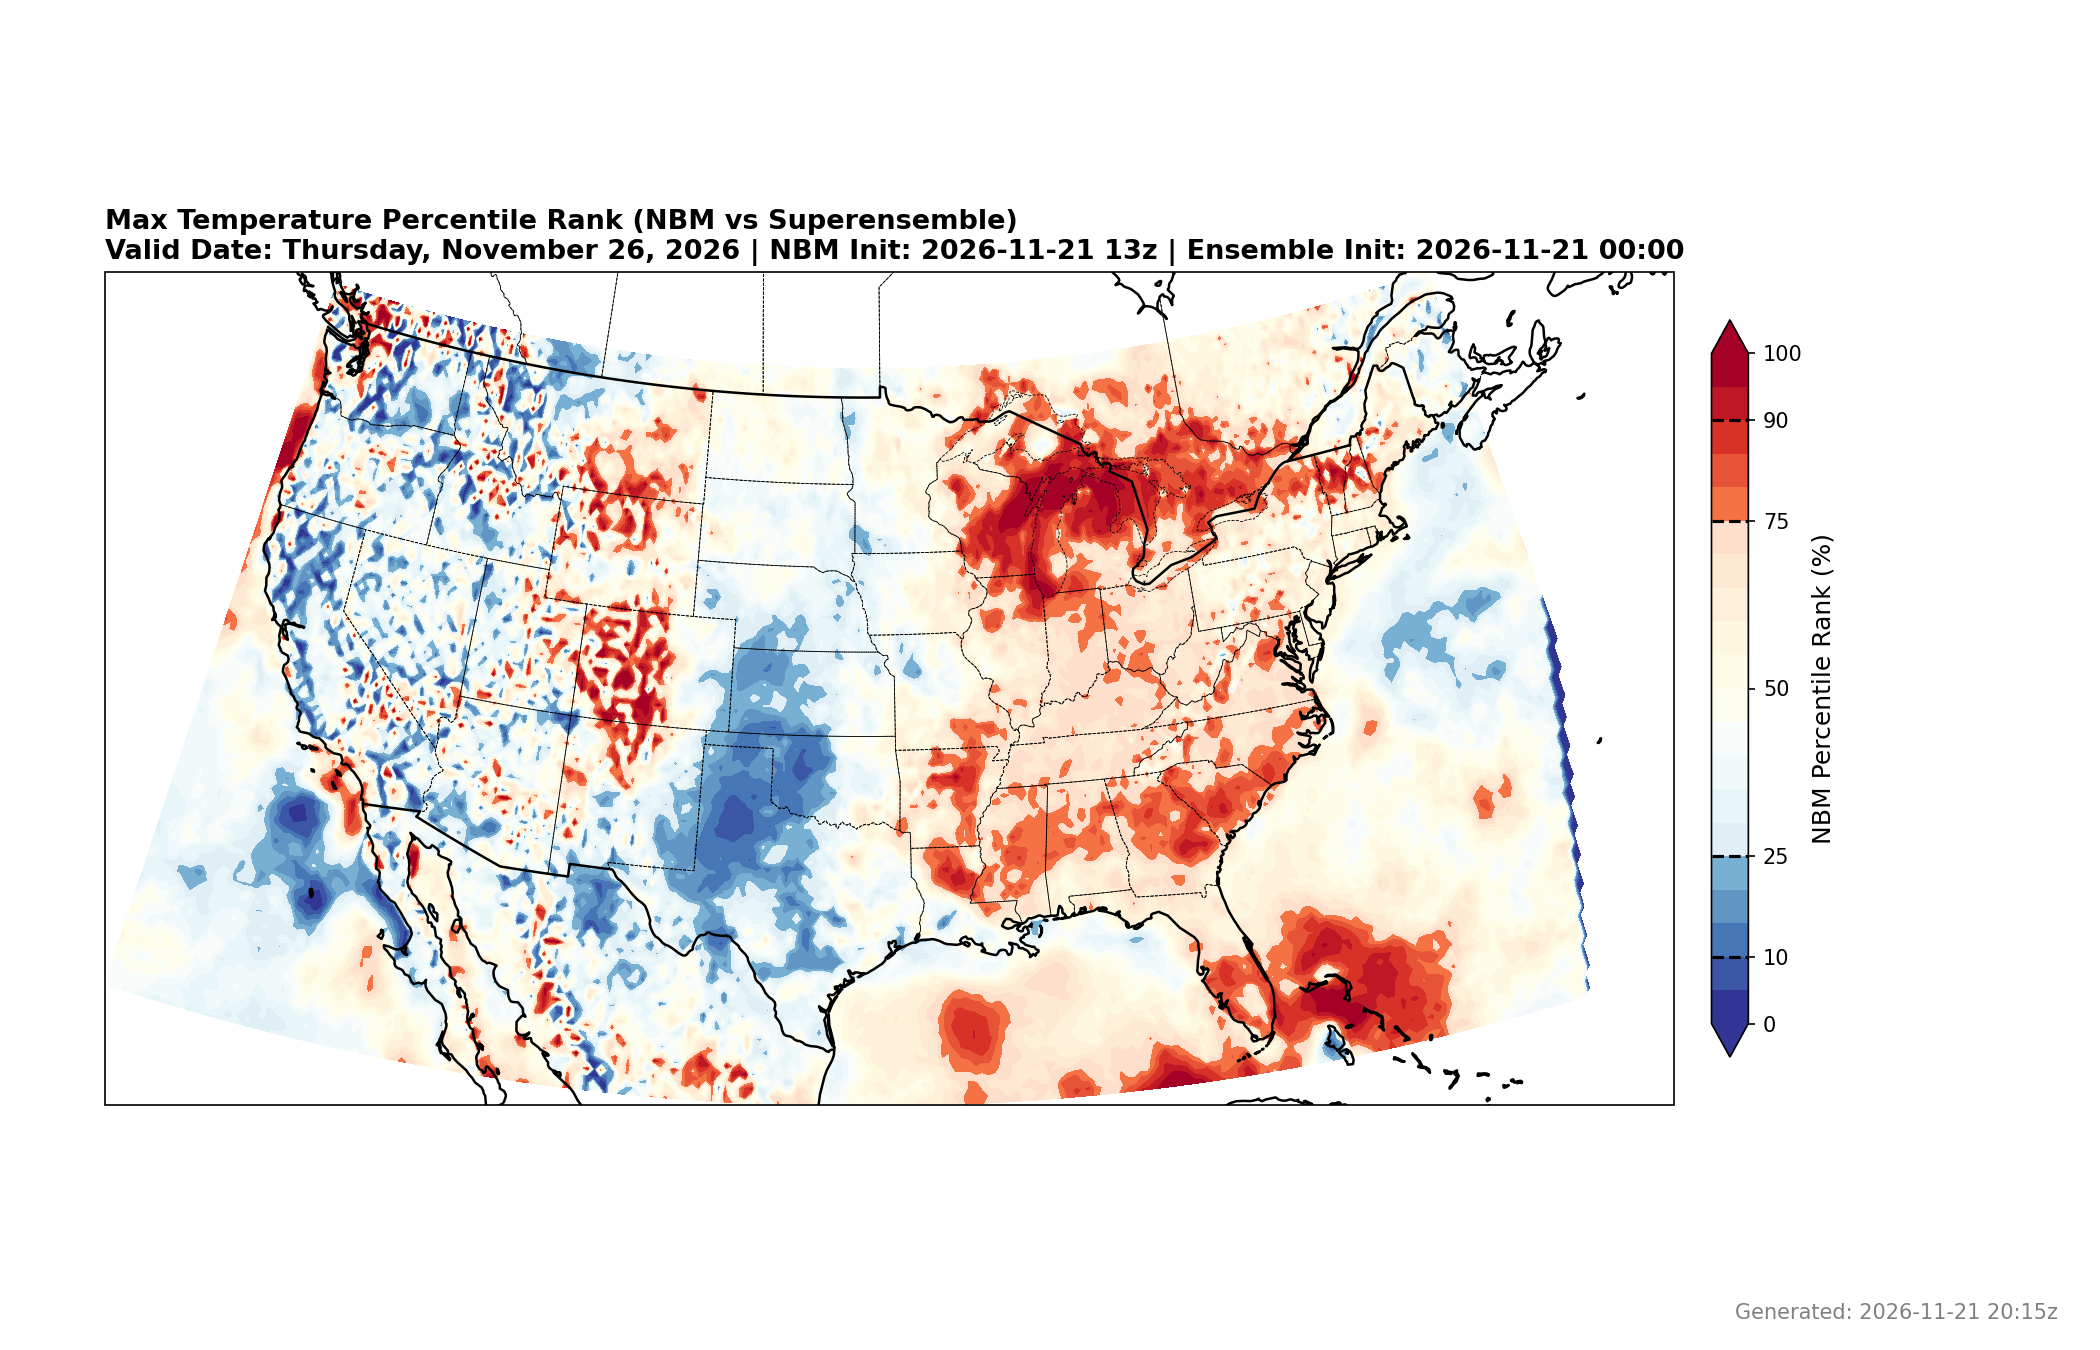 Max Temperature Percentile Rank (NBM vs Superensemble)
Valid Date: Thursday, November 26, 2026 | NBM Init: 2026-11-21 13z | Ensemble Init: 2026-11-21 00:00
100
90
75
50
25
10
0
NBM Percentile Rank (%)
Generated: 2026-11-21 20:15z